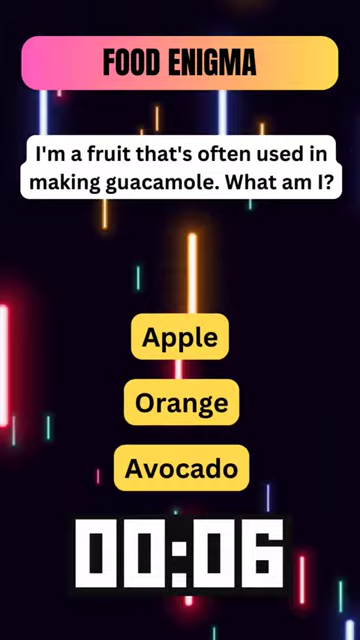 FOOD ENIGMA
I'm a fruit that's often used in
making guacamole. What am I?
Apple
Orange
Avocado
00:06